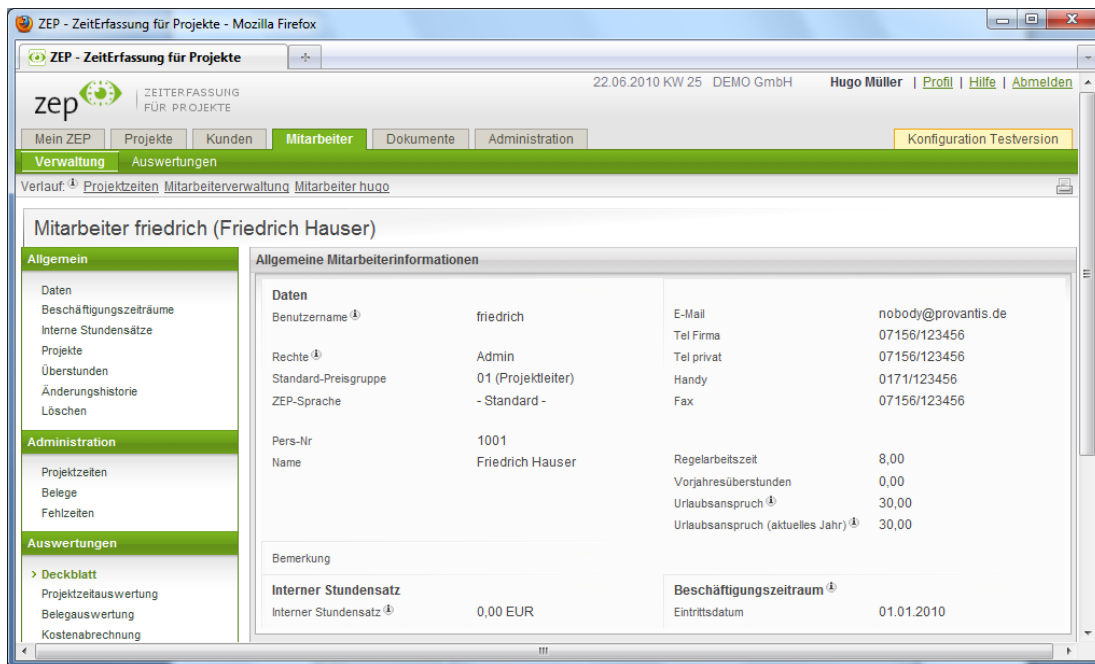 ZEP - ZeitErfassung für Projekte - Mozilla Firefox
ZEP - ZeitErfassung für Projekte
zep ZEITERFASSUNG FÜR PROJEKTE
22.06.2010 KW 25 DEMO GmbH Hugo Müller | Profil | Hilfe | Abmelden
Mein ZEP Projekte Kunden Mitarbeiter Dokumente Administration Konfiguration Testversion
Verwaltung Auswertungen
Verlauf: Projektzeiten Mitarbeiterverwaltung Mitarbeiter hugo
Mitarbeiter friedrich (Friedrich Hauser)
Allgemein
Daten
Beschäftigungszeiträume
Interne Stundensätze
Projekte
Überstunden
Änderungshistorie
Löschen
Administration
Projektzeiten
Belege
Fehlzeiten
Auswertungen
> Deckblatt
Projektzeitauswertung
Belegauswertung
Kostenabrechnung
Allgemeine Mitarbeiterinformationen
Daten
Benutzername friedrich
Rechte Admin
Standard-Preisgruppe 01 (Projektleiter)
ZEP-Sprache - Standard -
Pers-Nr 1001
Name Friedrich Hauser
E-Mail nobody@provantis.de
Tel Firma 07156/123456
Tel privat 07156/123456
Handy 0171/123456
Fax 07156/123456
Regelarbeitszeit 8,00
Vorjahresüberstunden 0,00
Urlaubsanspruch 30,00
Urlaubsanspruch (aktuelles Jahr) 30,00
Bemerkung
Interner Stundensatz
Interner Stundensatz 0,00 EUR
Beschäftigungszeitraum
Eintrittsdatum 01.01.2010